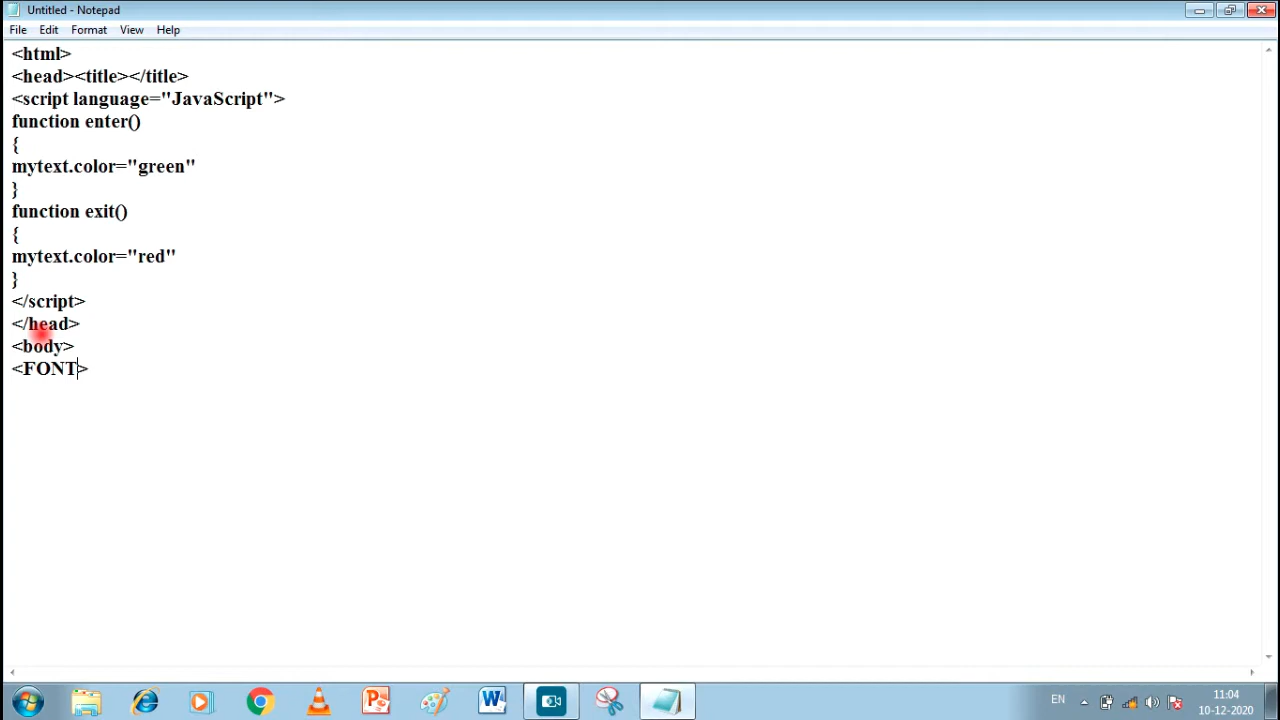 Untitled - Notepad
File Edit Format View Help
<html>
<head><title></title>
<script language="JavaScript">
function enter()
{
mytext.color="green"
}
function exit()
{
mytext.color="red"
}
</script>
</head>
<body>
<FONT>
EN
11:04
10-12-2020